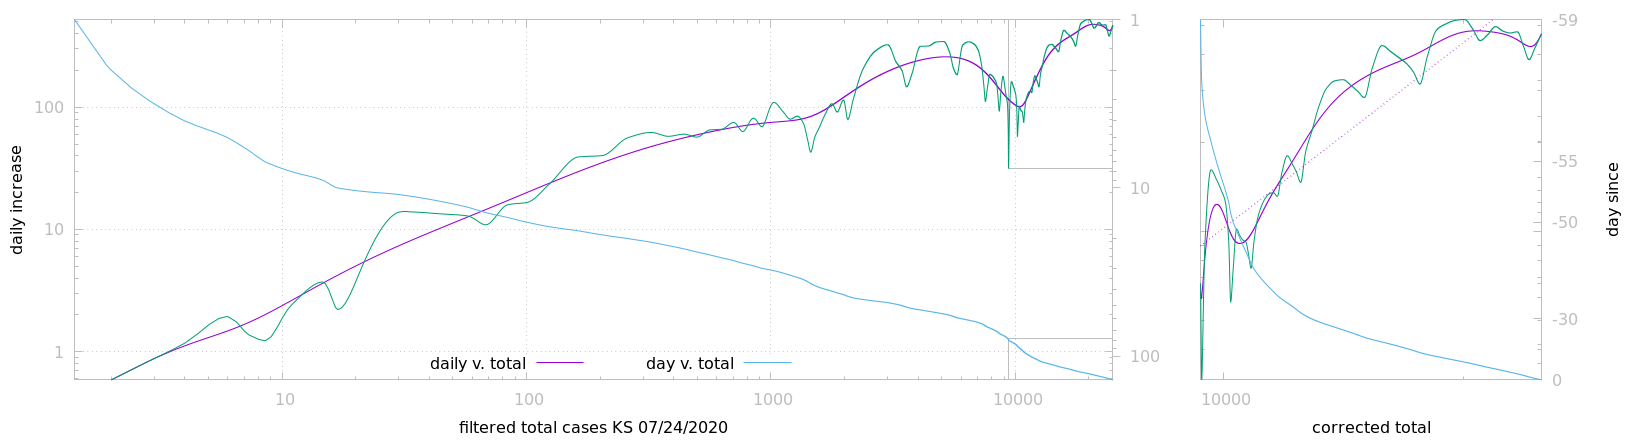 daily increase
100
10
1
10
100
1000
10000
1
10
100
daily v. total
day v. total
filtered total cases KS 07/24/2020
-59
-55
-50
-30
0
day since
10000
corrected total